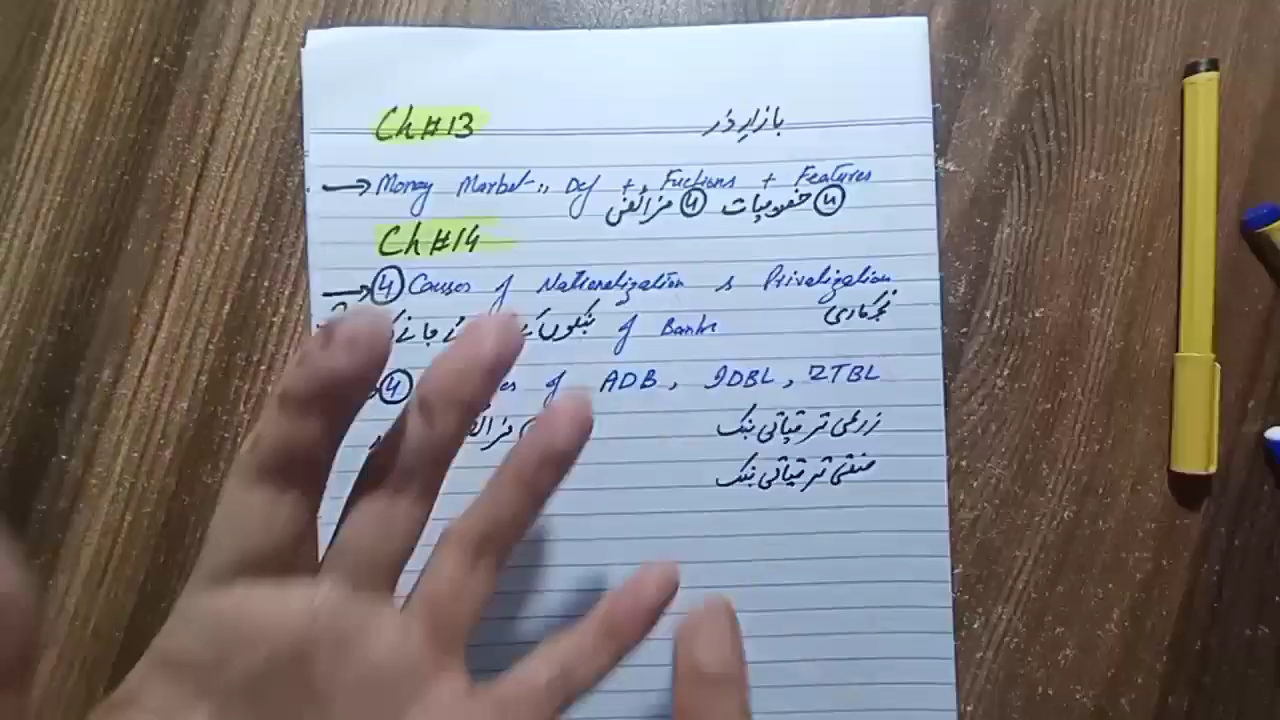 Ch#13 بازارِ زر
→ Money Market:, Def + Fuctions + Features
④ فرائض ④ خصوصیات
Ch#14
→ ④ Causes of Nationalization & Privatization
بنکوں of Banks نجکاری
④ of ADB, IDBL, ZTBL
زرعی ترقیاتی بنک
صنعتی ترقیاتی بنک